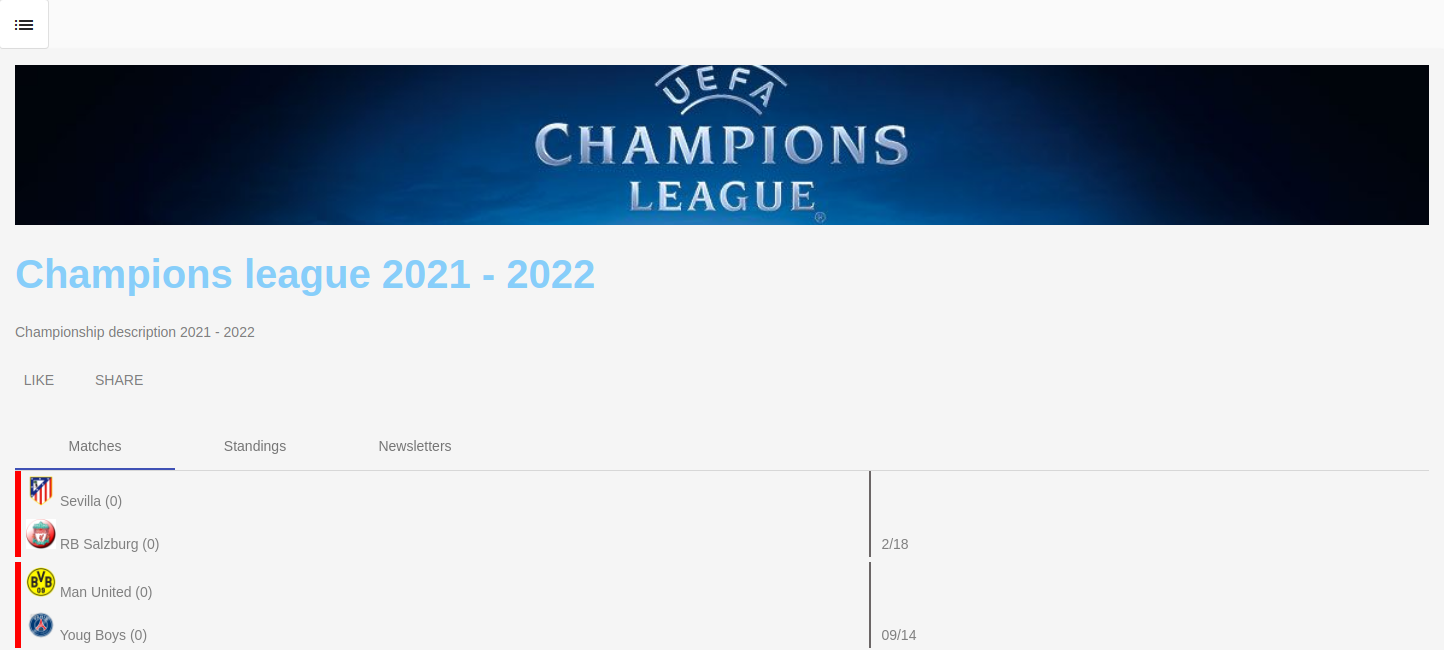 UEFA
CHAMPIONS
LEAGUE
®
Champions league 2021 - 2022
Championship description 2021 - 2022
LIKE SHARE
Matches Standings Newsletters
Sevilla (0)
RB Salzburg (0) 2/18
BVB
09
Man United (0)
Youg Boys (0) 09/14